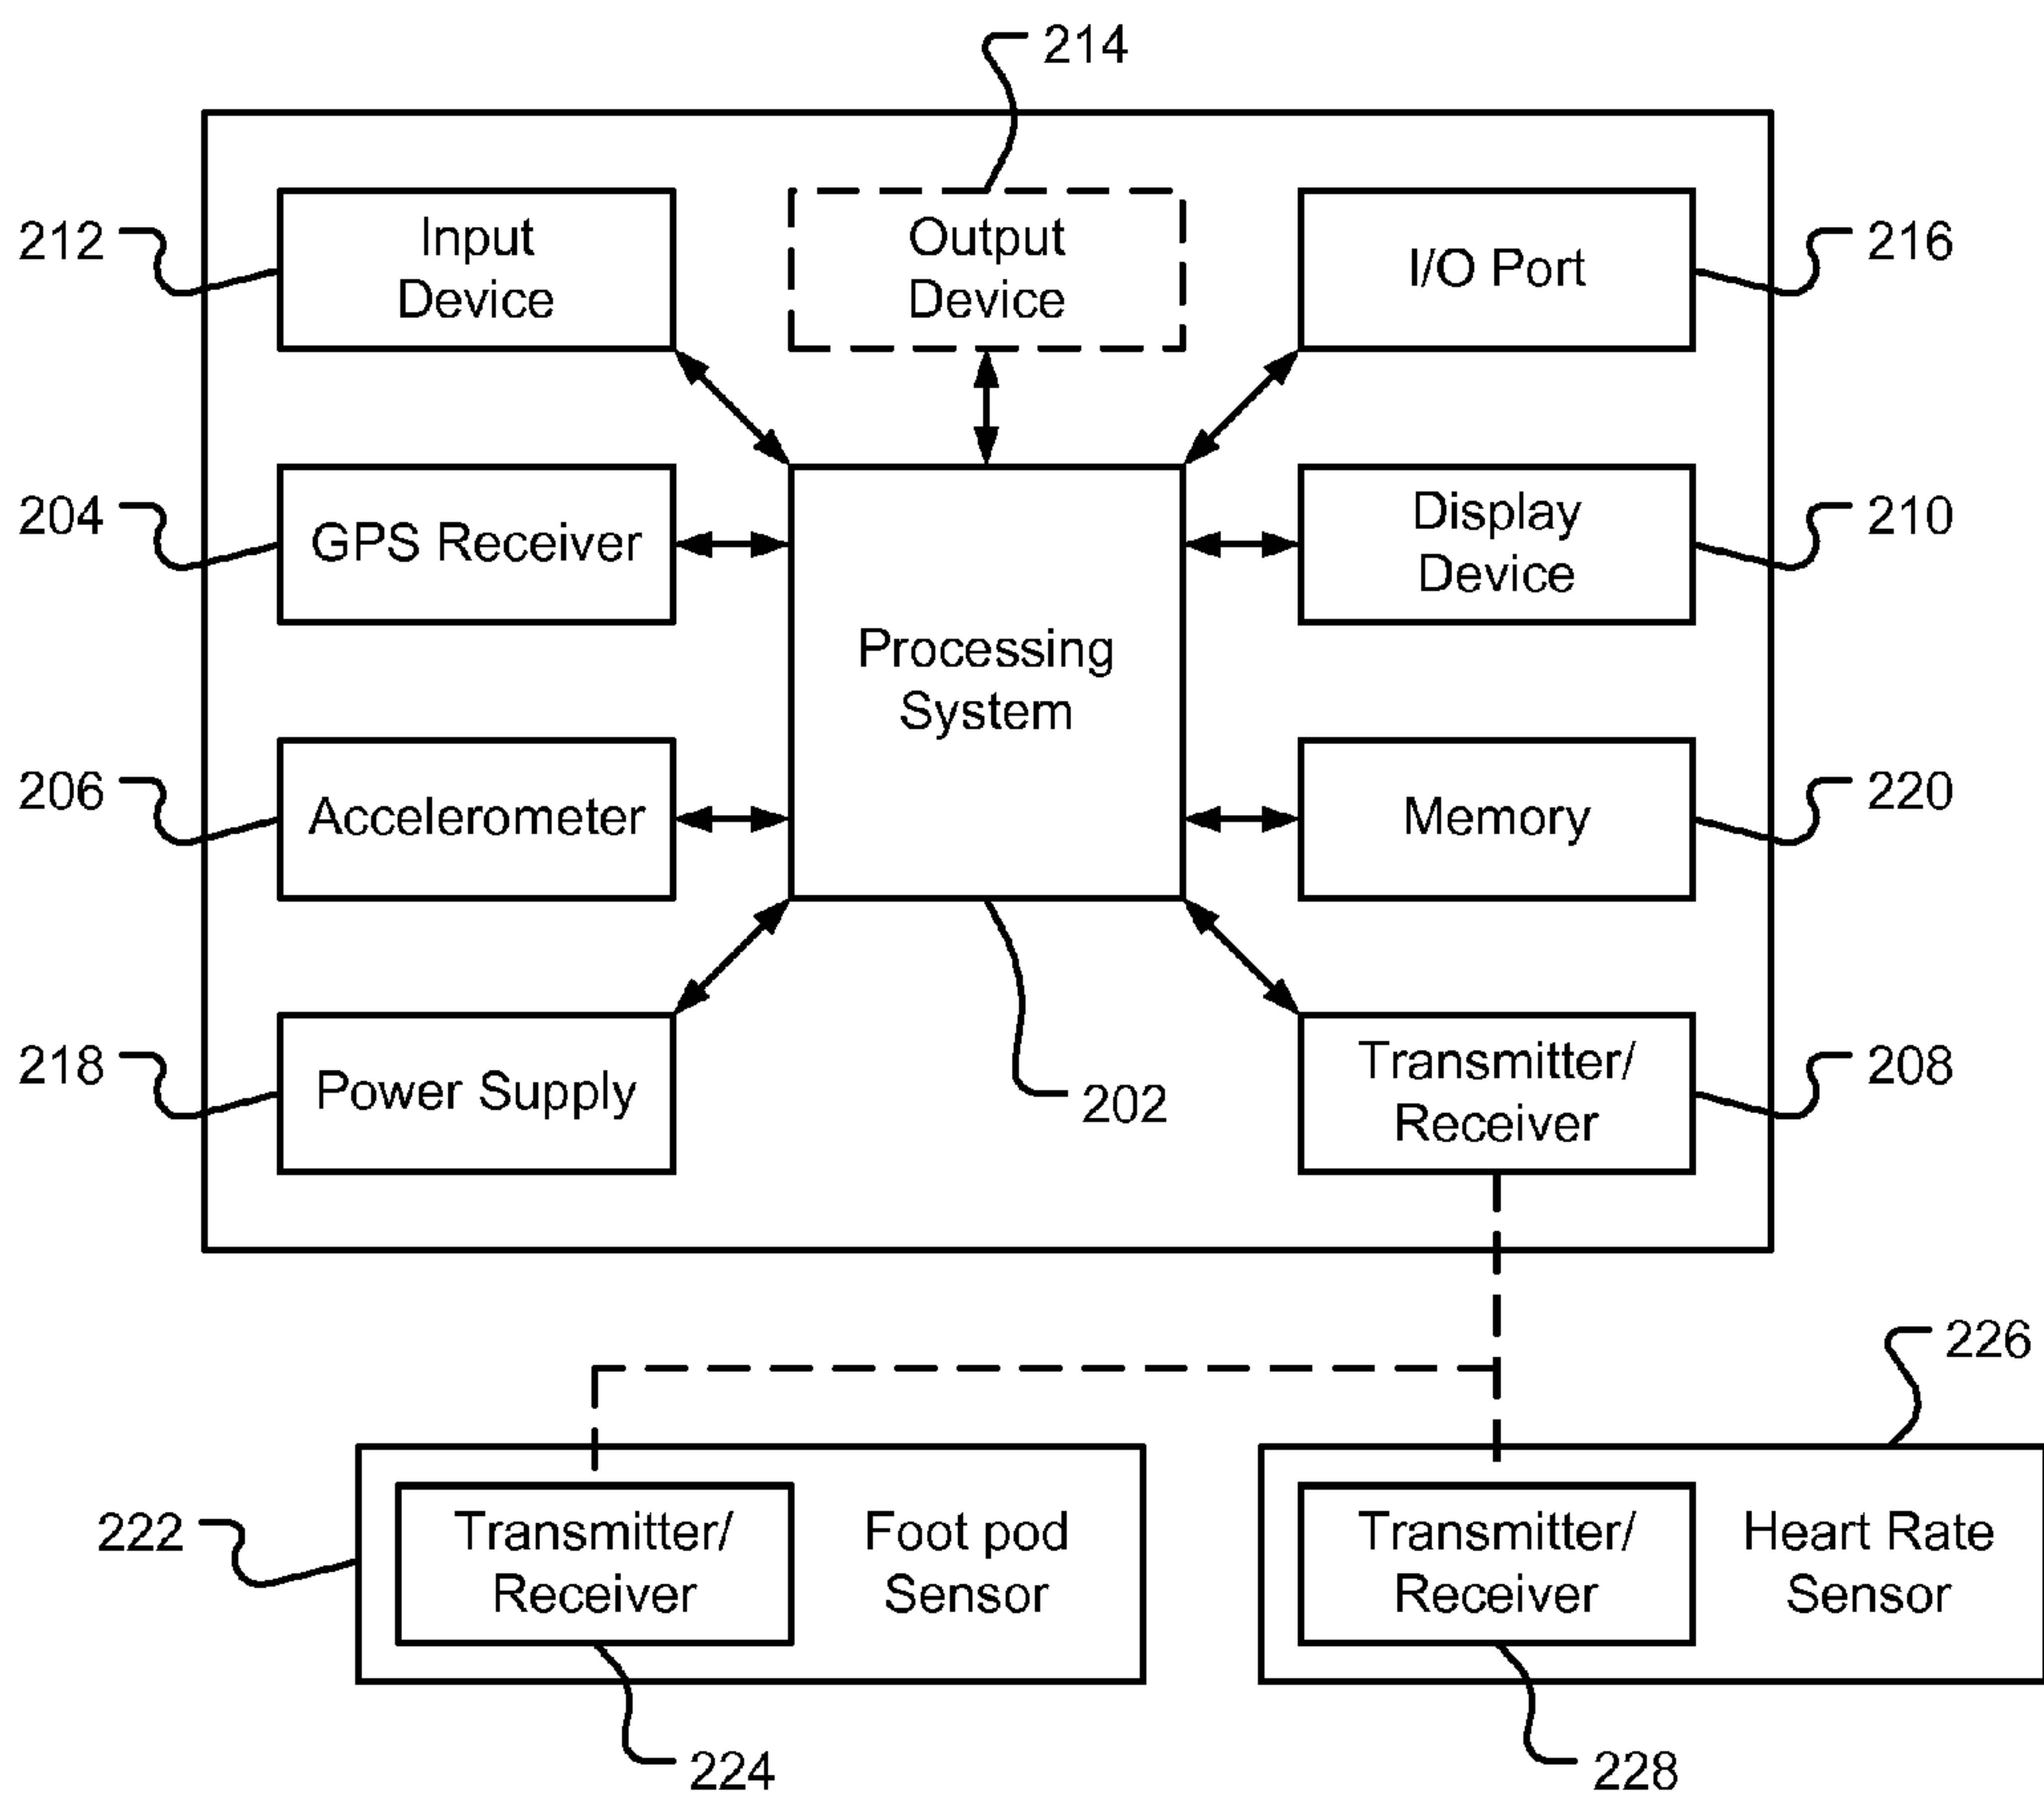 214
212
Input
Device
Output
Device
I/O Port
216
204
GPS Receiver
Display
Device
210
Processing
System
206
Accelerometer
Memory
220
218
Power Supply
202
Transmitter/
Receiver
208
226
222
Transmitter/
Receiver
Foot pod
Sensor
Transmitter/
Receiver
Heart Rate
Sensor
224
228